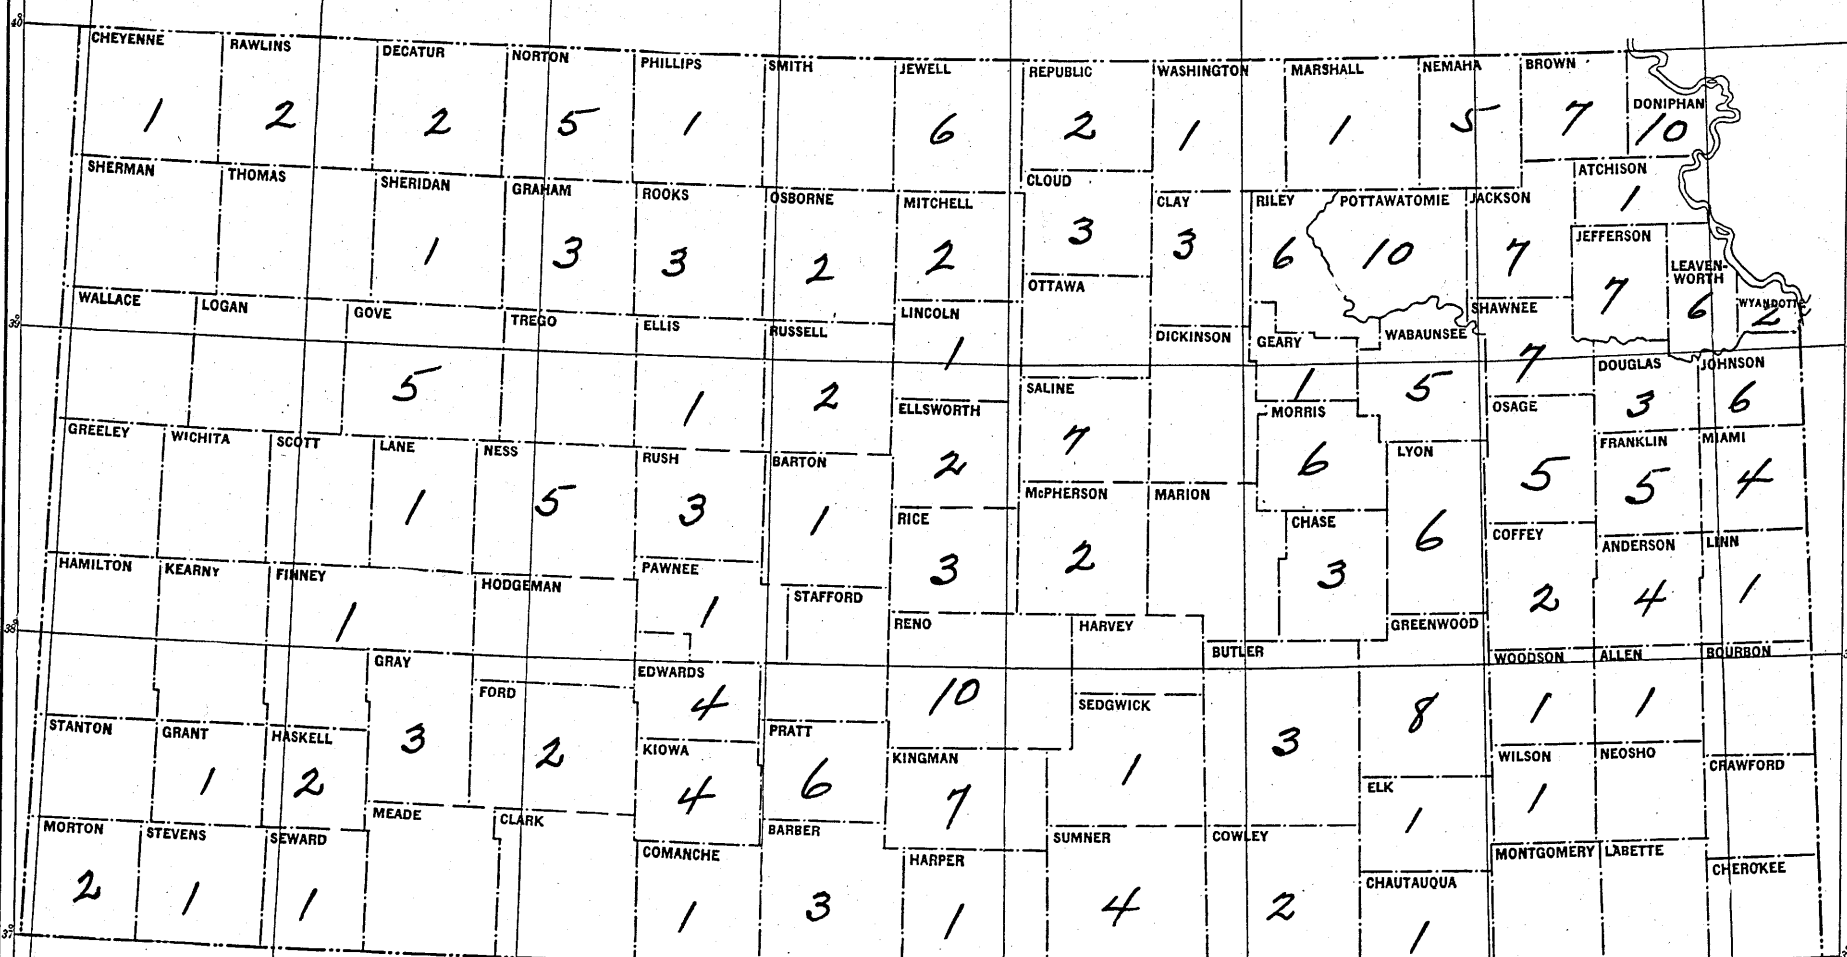 40°
CHEYENNE RAWLINS DECATUR NORTON PHILLIPS SMITH JEWELL REPUBLIC WASHINGTON MARSHALL NEMAHA BROWN
DONIPHAN
1 2 2 5 1 6 2 1 1 5 7 10
SHERMAN THOMAS SHERIDAN GRAHAM ROOKS OSBORNE MITCHELL CLOUD CLAY RILEY POTTAWATOMIE JACKSON ATCHISON
1 3 3 2 2 3 3 6 10 7 1
JEFFERSON LEAVEN-
WORTH WYANDOTTE
7 6 2
39°
WALLACE LOGAN GOVE TREGO ELLIS RUSSELL LINCOLN OTTAWA DICKINSON GEARY WABAUNSEE SHAWNEE DOUGLAS JOHNSON
5 1 2 1 1 5 7 3 6
GREELEY WICHITA SCOTT LANE NESS RUSH BARTON ELLSWORTH SALINE MORRIS LYON OSAGE FRANKLIN MIAMI
1 5 3 1 2 7 6 6 5 5 4
RICE McPHERSON MARION CHASE COFFEY ANDERSON LINN
3 2 3 2 4 1
HAMILTON KEARNY FINNEY HODGEMAN PAWNEE STAFFORD
1 1
38°
RENO HARVEY BUTLER GREENWOOD WOODSON ALLEN BOURBON
10 3 8 1 1
GRAY FORD EDWARDS SEDGWICK
3 2 4 1
STANTON GRANT HASKELL KIOWA PRATT KINGMAN ELK WILSON NEOSHO CRAWFORD
1 2 4 6 7 1 1
MORTON STEVENS SEWARD MEADE CLARK COMANCHE BARBER HARPER SUMNER COWLEY CHAUTAUQUA MONTGOMERY LABETTE CHEROKEE
2 1 1 1 3 1 4 2 1
37°